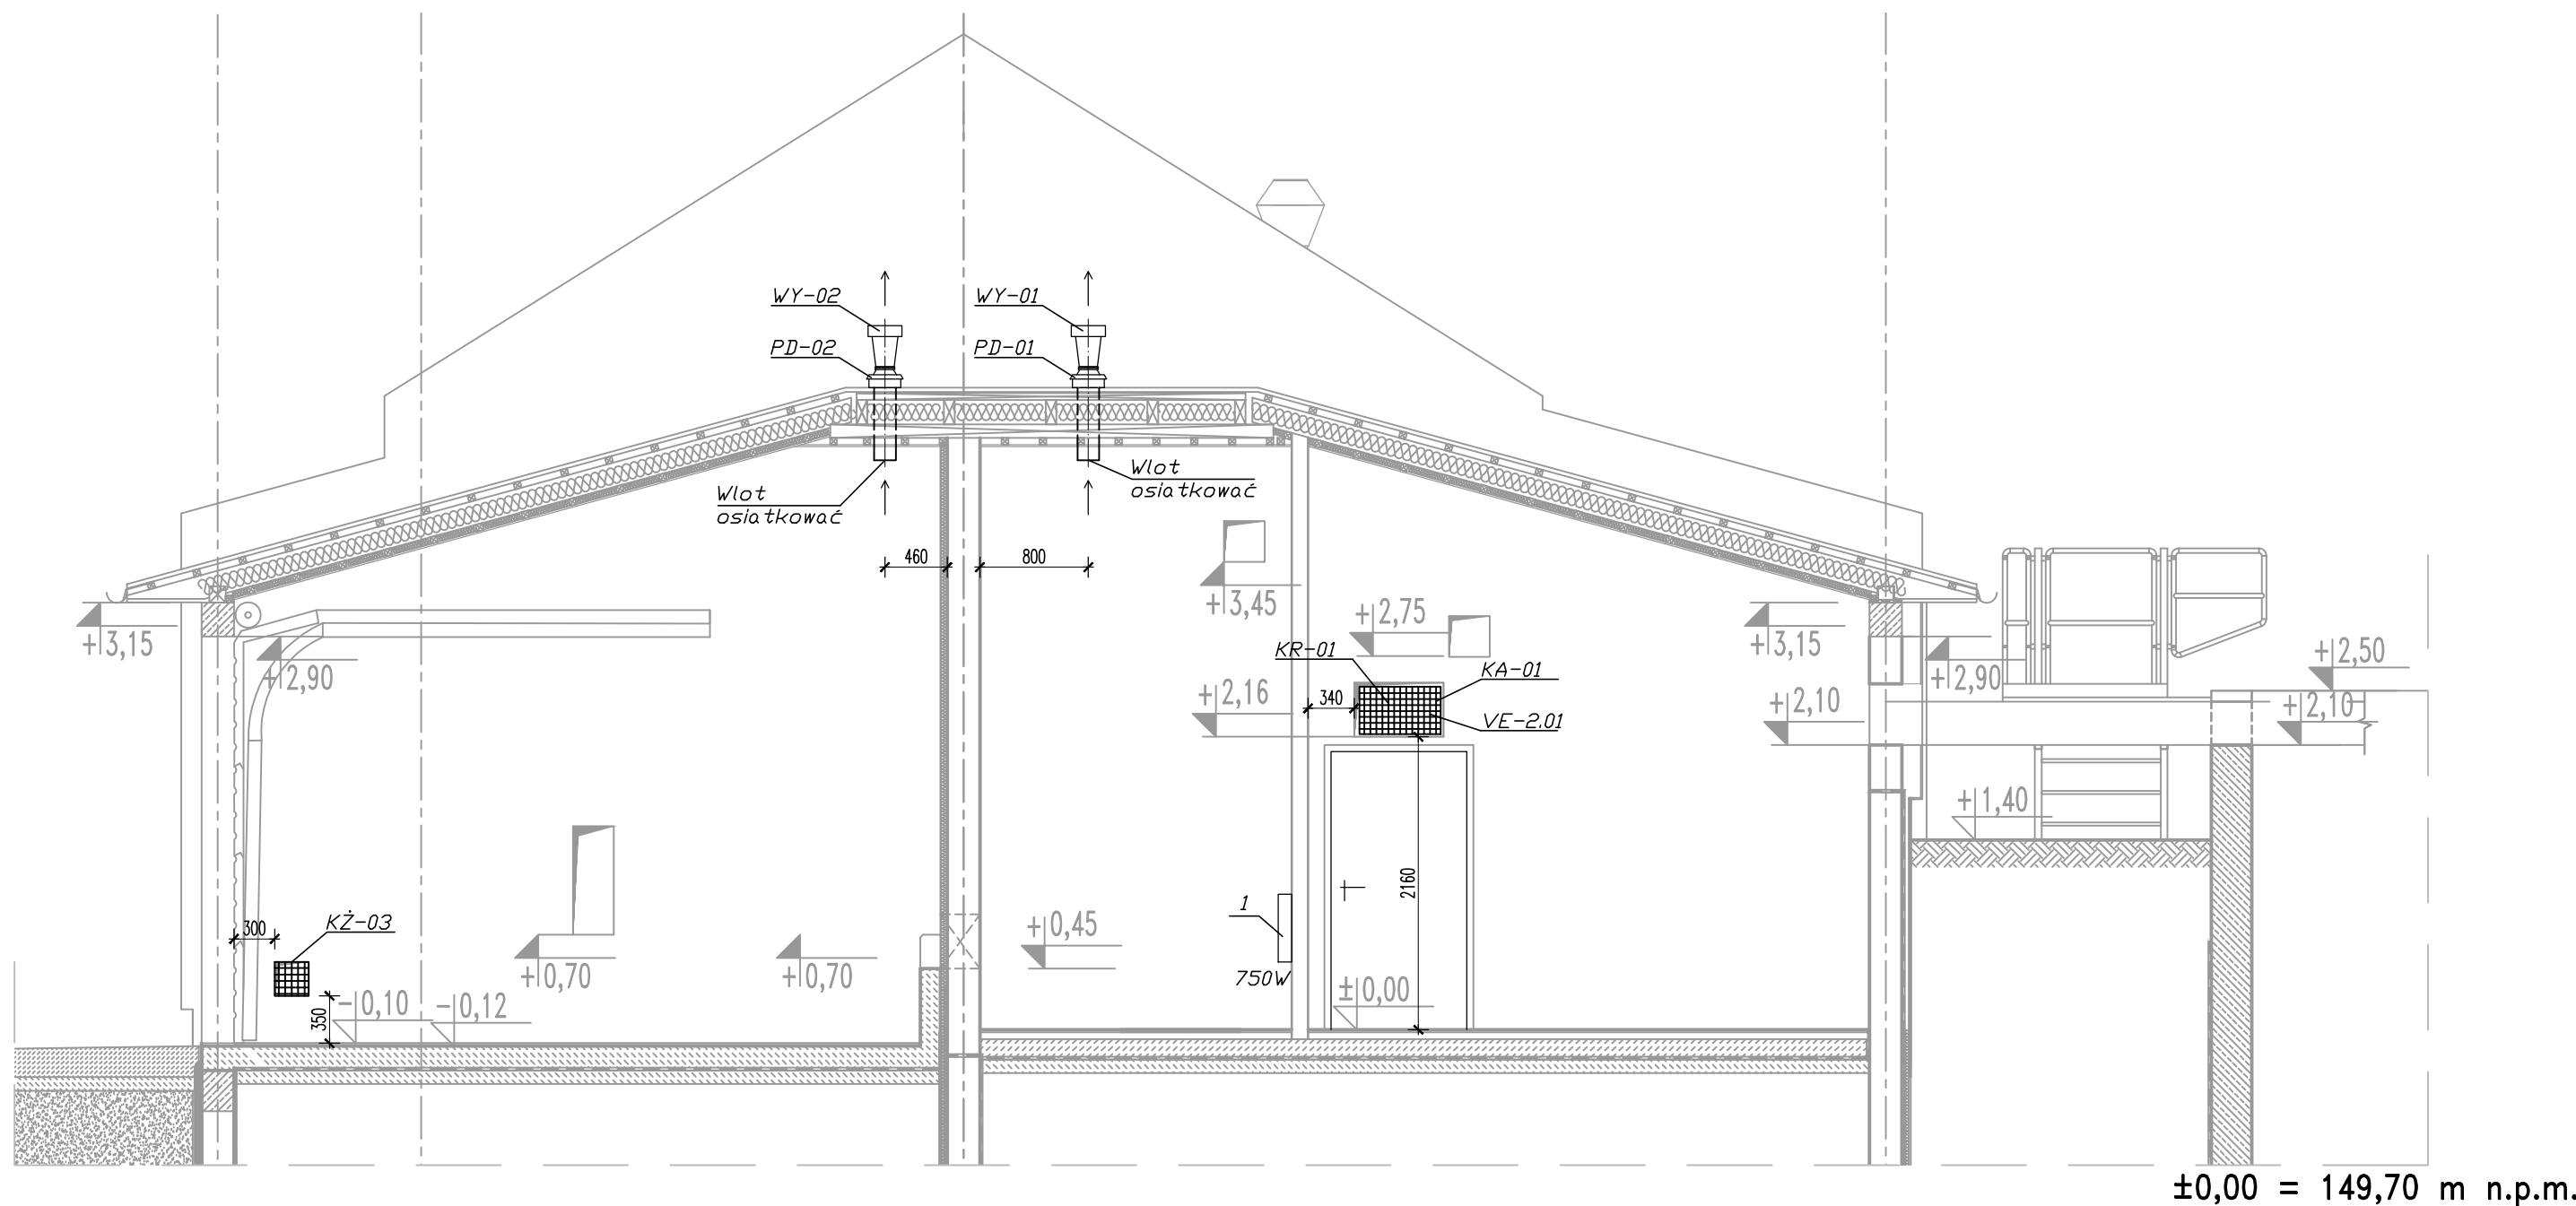 WY-02
WY-01
PD-02
PD-01
Wlot
osiatkować
Wlot
osiatkować
460
800
+3,45
+3,15
+2,75
+3,15
+2,90
KR-01
KA-01
+2,90
+2,50
+2,16
340
VE-2.01
+2,10
+2,10
+1,40
2160
1
300
KŻ-03
+0,45
+0,70
+0,70
750W
350
-0,10
-0,12
±0,00
±0,00 = 149,70 m n.p.m.